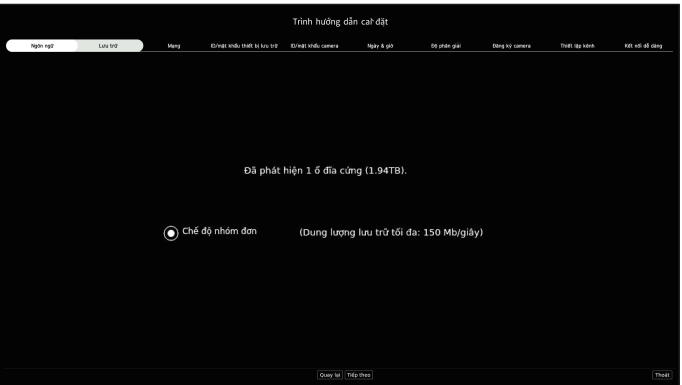 Trình hướng dẫn cài đặt
Ngôn ngữ Lưu trữ Mạng ID/mật khẩu thiết bị lưu trữ ID/mật khẩu camera Ngày & giờ Độ phân giải Đăng ký camera Thiết lập kênh Kết nối dễ dàng
Đã phát hiện 1 ổ đĩa cứng (1.94TB).
Chế độ nhóm đơn (Dung lượng lưu trữ tối đa: 150 Mb/giây)
Quay lại Tiếp theo Thoát